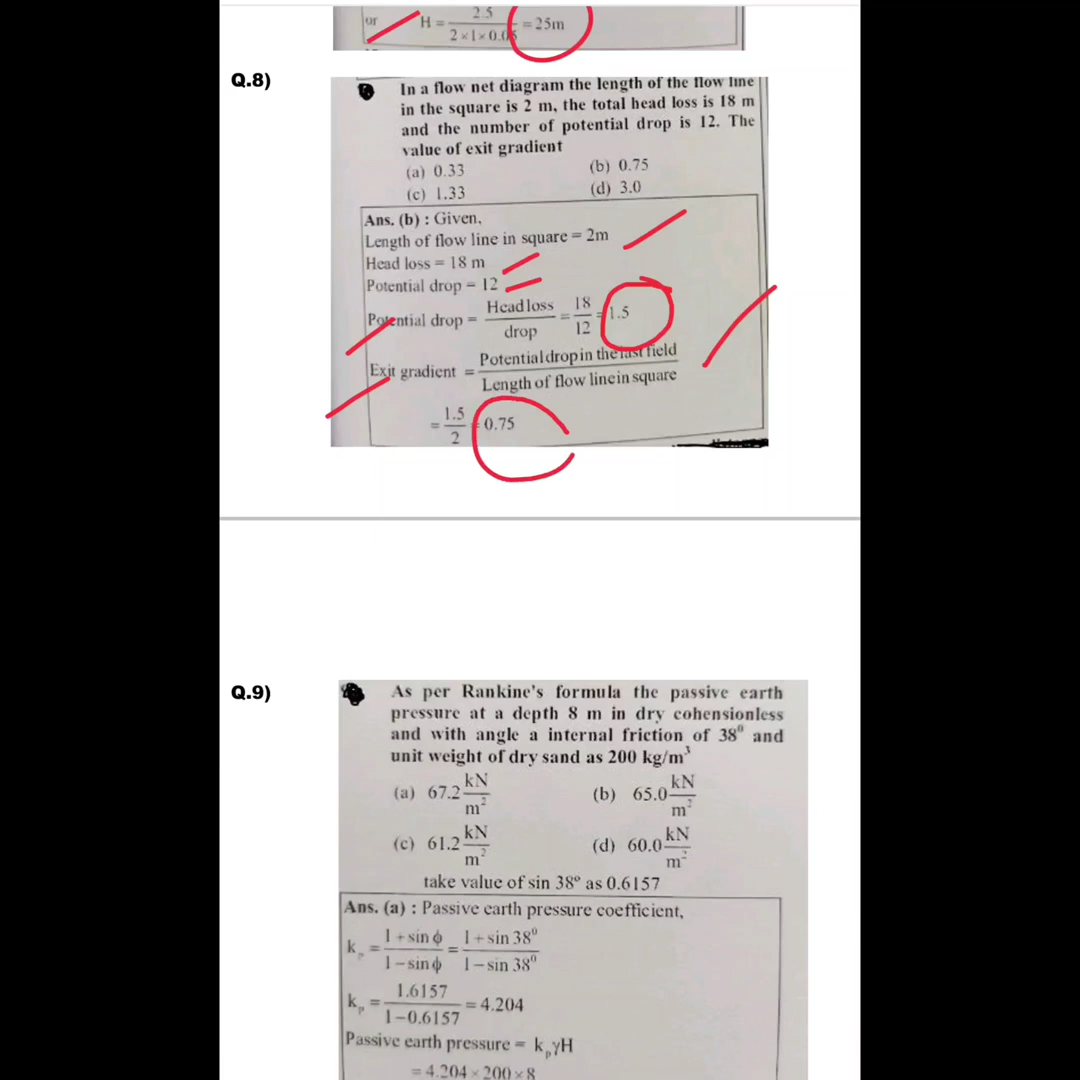 or H = 2.5 / 2×1×0.05 = 25m
Q.8)
In a flow net diagram the length of the flow line
in the square is 2 m, the total head loss is 18 m
and the number of potential drop is 12. The
value of exit gradient
(a) 0.33 (b) 0.75
(c) 1.33 (d) 3.0
Ans. (b) : Given,
Length of flow line in square = 2m
Head loss = 18 m
Potential drop = 12
Potential drop = Head loss / drop = 18 / 12 = 1.5
Exit gradient = Potential drop in the last field / Length of flow line in square
= 1.5 / 2 = 0.75
Q.9)
As per Rankine's formula the passive earth
pressure at a depth 8 m in dry cohensionless
and with angle a internal friction of 38⁰ and
unit weight of dry sand as 200 kg/m³
(a) 67.2 kN/m² (b) 65.0 kN/m²
(c) 61.2 kN/m² (d) 60.0 kN/m²
take value of sin 38º as 0.6157
Ans. (a) : Passive earth pressure coefficient,
kₚ = 1 + sin ϕ / 1 − sin ϕ = 1 + sin 38⁰ / 1 − sin 38⁰
kₚ = 1.6157 / 1−0.6157 = 4.204
Passive earth pressure = kₚγH
= 4.204 × 200 × 8